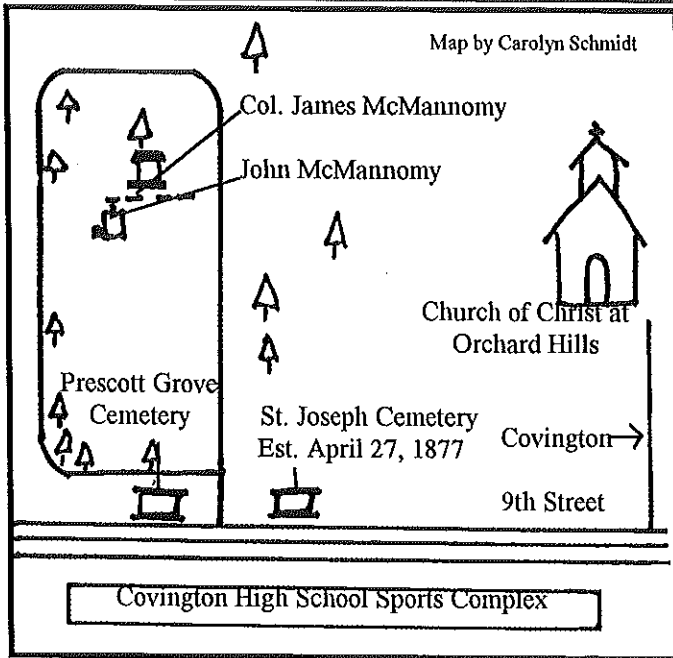 Map by Carolyn Schmidt
Col. James McMannomy
John McMannomy
Church of Christ at
Orchard Hills
Prescott Grove
Cemetery
St. Joseph Cemetery
Est. April 27, 1877
Covington
9th Street
Covington High School Sports Complex